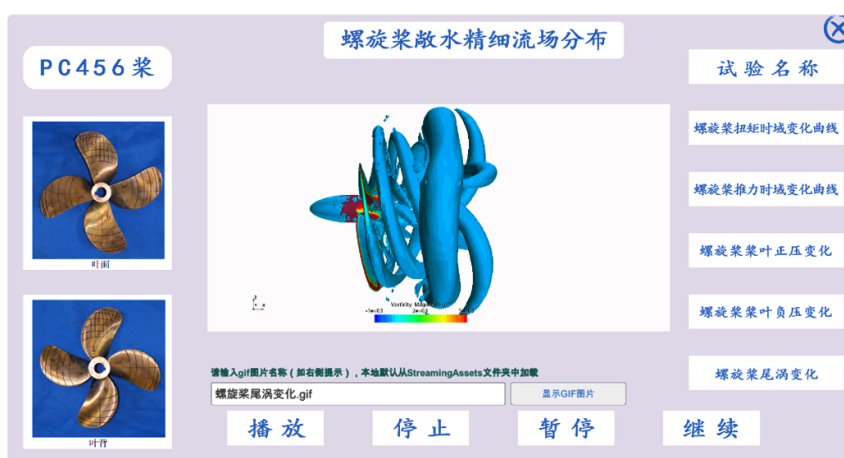 螺旋桨敞水精细流场分布
PC456桨
试验名称
螺旋桨扭矩时域变化曲线
螺旋桨推力时域变化曲线
螺旋桨桨叶正压变化
螺旋桨桨叶负压变化
螺旋桨尾涡变化
叶面
叶背
请输入gif图片名称（如右侧提示），本地默认从StreamingAssets文件夹中加载
螺旋桨尾涡变化.gif
显示GIF图片
播放
停止
暂停
继续